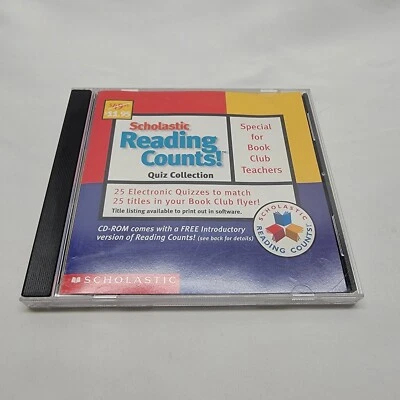 Scholastic
Reading
Counts!
Quiz Collection
Special
for
Book
Club
Teachers
25 Electronic Quizzes to match
25 titles in your Book Club flyer!
Title listing available to print out in software.
CD-ROM comes with a FREE Introductory
version of Reading Counts! (see back for details)
SCHOLASTIC
READING COUNTS!
SCHOLASTIC